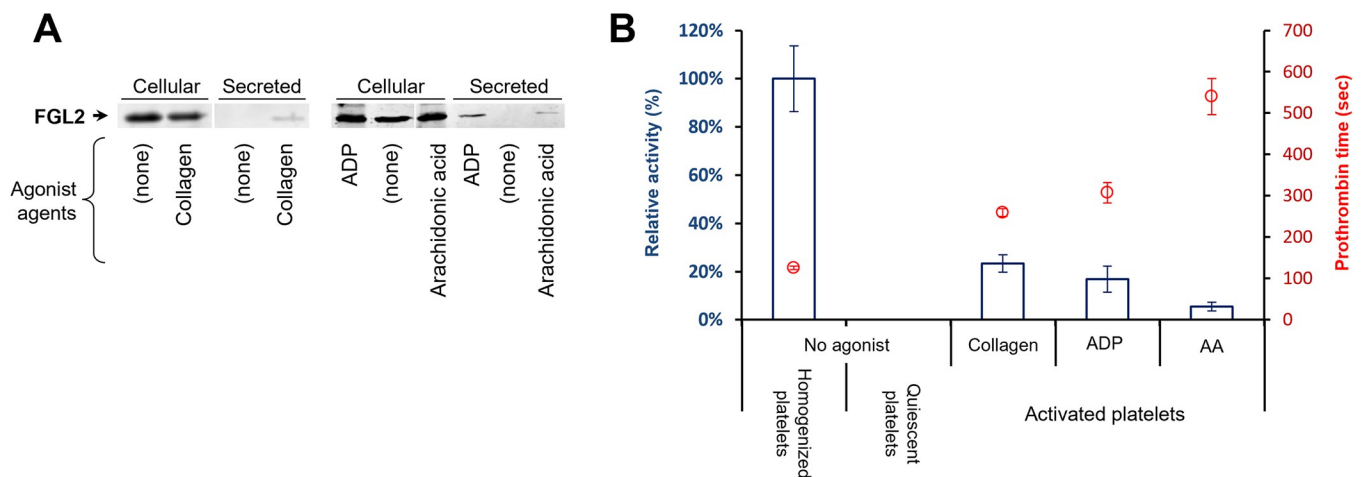 A
Cellular Secreted Cellular Secreted
FGL2
Agonist
agents
(none)
Collagen
(none)
Collagen
ADP
(none)
Arachidonic acid
ADP
(none)
Arachidonic acid
B
Relative activity (%)
120%
100%
80%
60%
40%
20%
0%
700
600
500
400
300
200
100
0
Prothrombin time (sec)
No agonist Collagen ADP AA
Homogenized
platelets
Quiescent
platelets
Activated platelets